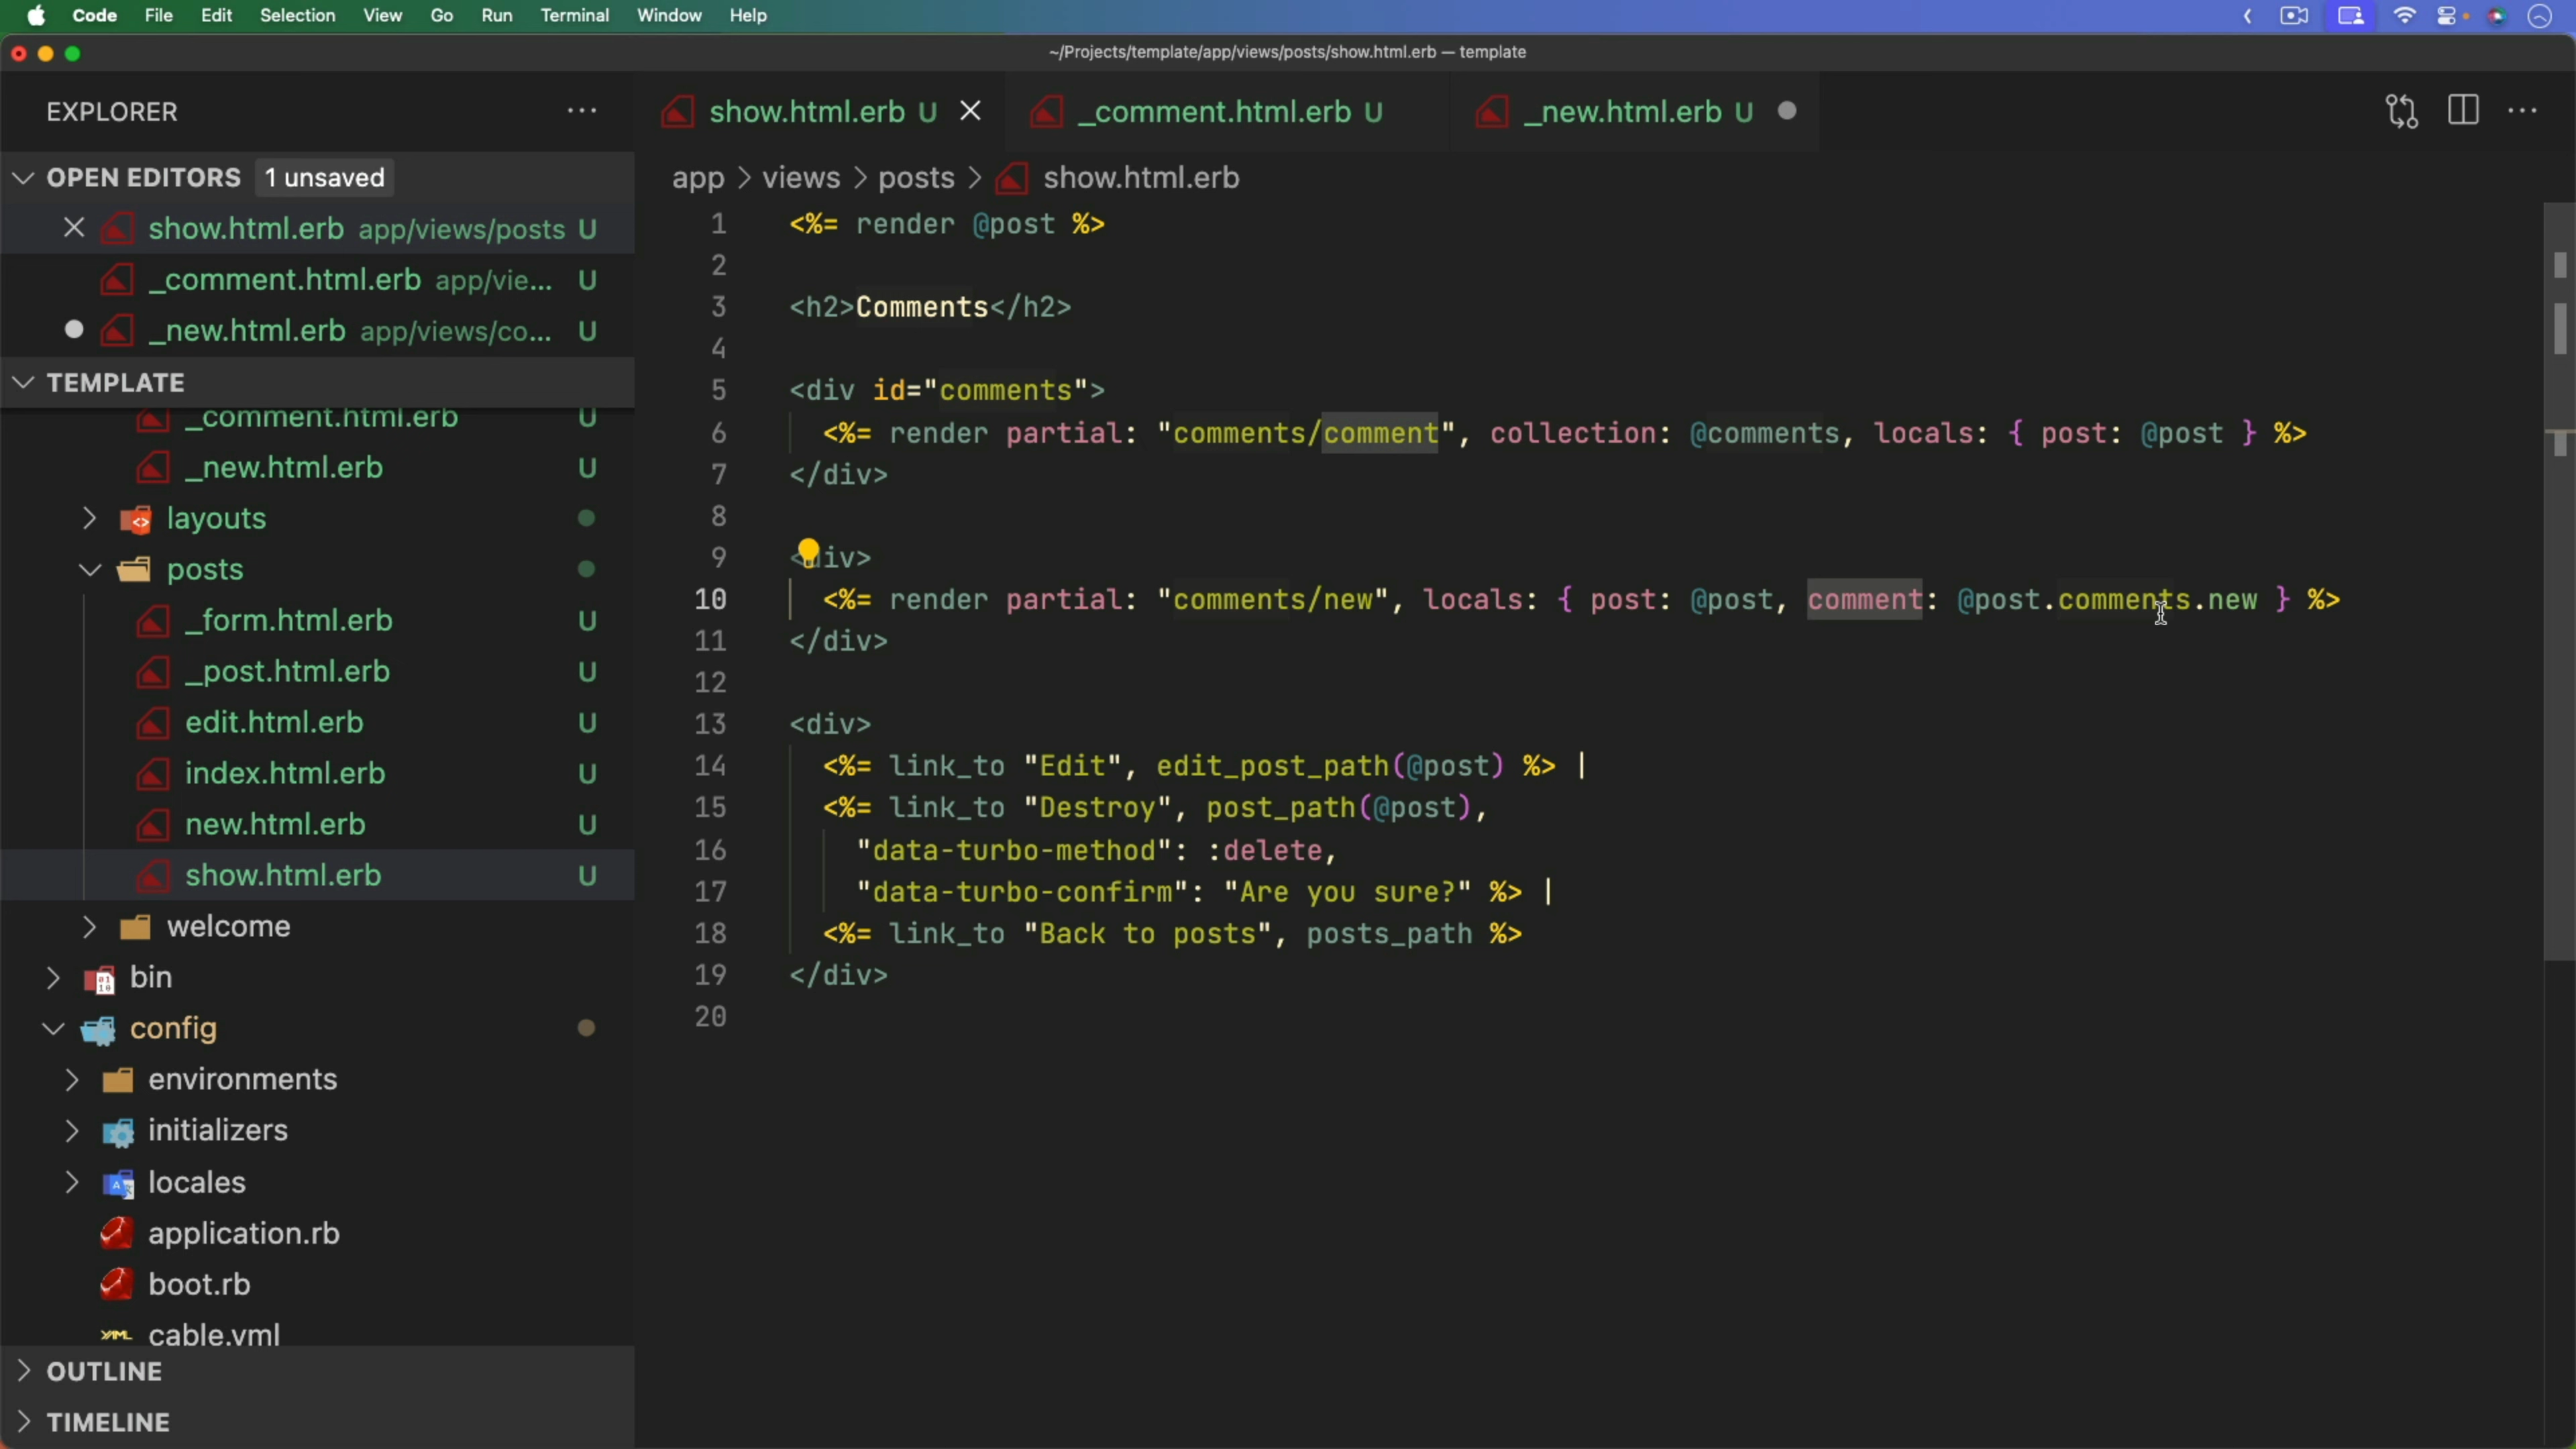 Code File Edit Selection View Go Run Terminal Window Help
~/Projects/template/app/views/posts/show.html.erb — template
EXPLORER
OPEN EDITORS 1 unsaved
show.html.erb app/views/posts U
_comment.html.erb app/vie... U
_new.html.erb app/views/co... U
TEMPLATE
_comment.html.erb U
_new.html.erb U
layouts
posts
_form.html.erb U
_post.html.erb U
edit.html.erb U
index.html.erb U
new.html.erb U
show.html.erb U
welcome
bin
config
environments
initializers
locales
application.rb
boot.rb
cable.yml
OUTLINE
TIMELINE
show.html.erb U _comment.html.erb U _new.html.erb U
app > views > posts > show.html.erb
1 <%= render @post %>
2
3 <h2>Comments</h2>
4
5 <div id="comments">
6 <%= render partial: "comments/comment", collection: @comments, locals: { post: @post } %>
7 </div>
8
9 <div>
10 <%= render partial: "comments/new", locals: { post: @post, comment: @post.comments.new } %>
11 </div>
12
13 <div>
14 <%= link_to "Edit", edit_post_path(@post) %> |
15 <%= link_to "Destroy", post_path(@post),
16 "data-turbo-method": :delete,
17 "data-turbo-confirm": "Are you sure?" %> |
18 <%= link_to "Back to posts", posts_path %>
19 </div>
20